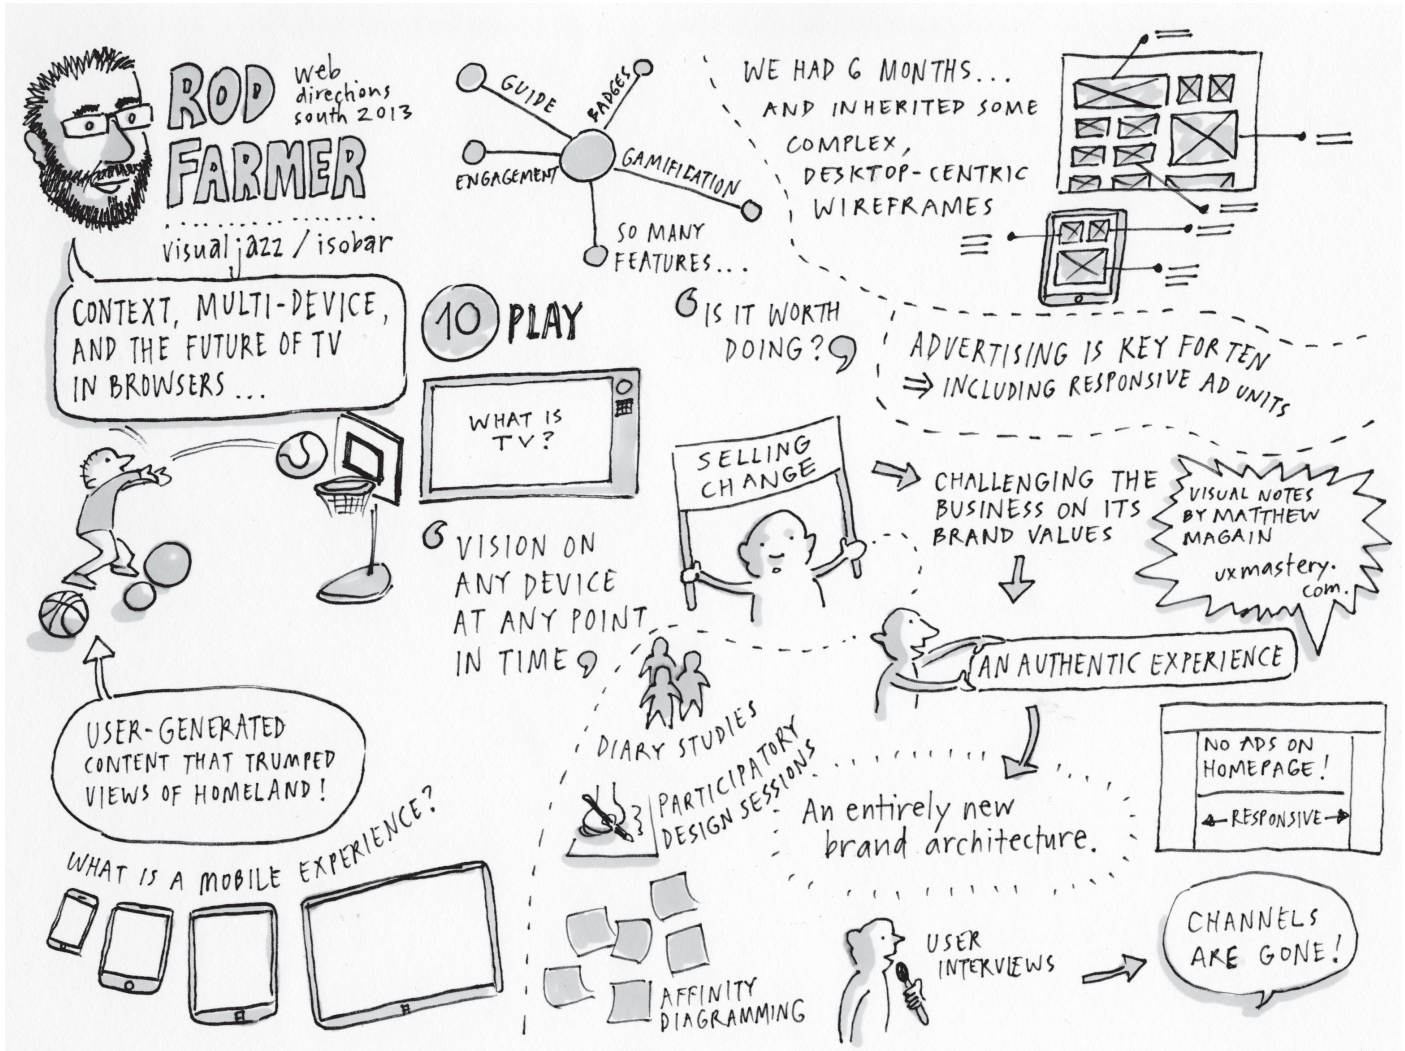 ROD
FARMER
web
directions
south 2013
visual jazz / isobar
CONTEXT, MULTI-DEVICE,
AND THE FUTURE OF TV
IN BROWSERS ...
GUIDE
BADGES
ENGAGEMENT
GAMIFICATION
SO MANY
FEATURES...
WE HAD 6 MONTHS...
AND INHERITED SOME
COMPLEX,
DESKTOP-CENTRIC
WIREFRAMES
10 PLAY
WHAT IS
TV?
‘IS IT WORTH
DOING?’
ADVERTISING IS KEY FOR TEN
⇒ INCLUDING RESPONSIVE AD UNITS
‘VISION ON
ANY DEVICE
AT ANY POINT
IN TIME’
SELLING
CHANGE
CHALLENGING THE
BUSINESS ON ITS
BRAND VALUES
VISUAL NOTES
BY MATTHEW
MAGAIN
uxmastery.
com.
AN AUTHENTIC EXPERIENCE
USER-GENERATED
CONTENT THAT TRUMPED
VIEWS OF HOMELAND!
WHAT IS A MOBILE EXPERIENCE?
DIARY STUDIES
PARTICIPATORY
DESIGN SESSIONS
An entirely new
brand architecture.
NO ADS ON
HOMEPAGE!
RESPONSIVE
AFFINITY
DIAGRAMMING
USER
INTERVIEWS
CHANNELS
ARE GONE!